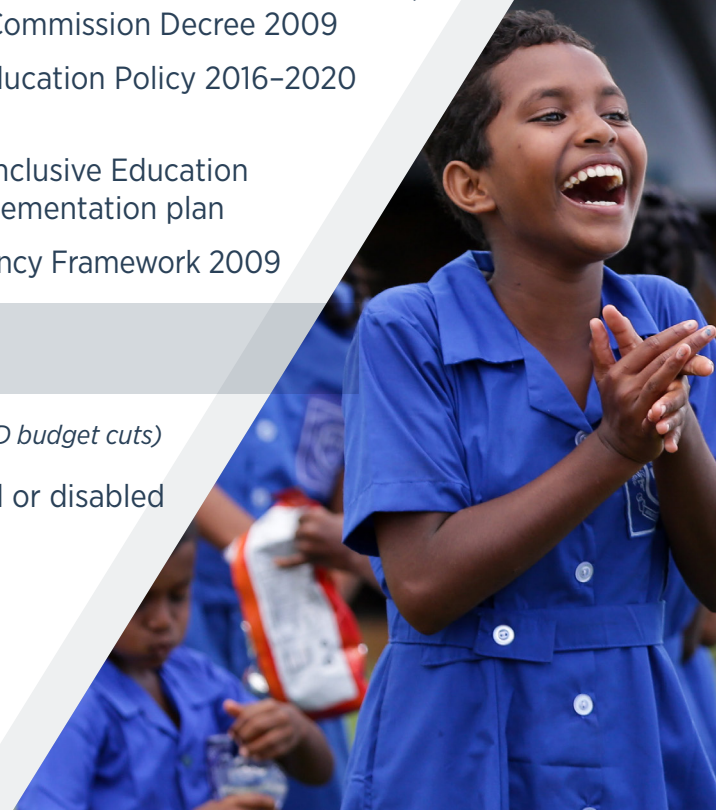 Commission Decree 2009
ducation Policy 2016–2020
nclusive Education
ementation plan
ncy Framework 2009
D budget cuts)
l or disabled